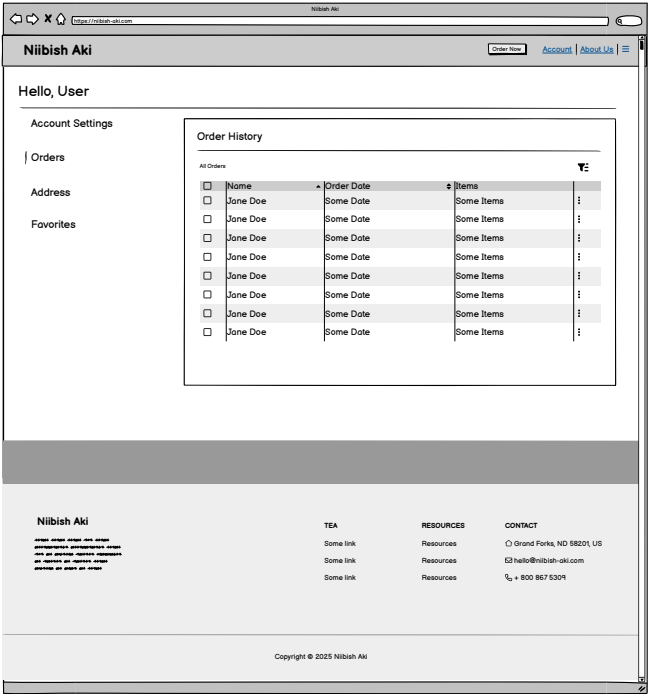 Niibish Aki
https://niibish-aki.com
Niibish Aki
Order Now
Account
About Us
Hello, User
Account Settings
Orders
Address
Favorites
Order History
All Orders
Name Order Date Items
Jane Doe Some Date Some Items
Jane Doe Some Date Some Items
Jane Doe Some Date Some Items
Jane Doe Some Date Some Items
Jane Doe Some Date Some Items
Jane Doe Some Date Some Items
Jane Doe Some Date Some Items
Jane Doe Some Date Some Items
Niibish Aki
TEA
Some link
Some link
Some link
RESOURCES
Resources
Resources
Resources
CONTACT
Grand Forks, ND 58201, US
hello@niibish-aki.com
+ 800 867 5309
Copyright © 2025 Niibish Aki